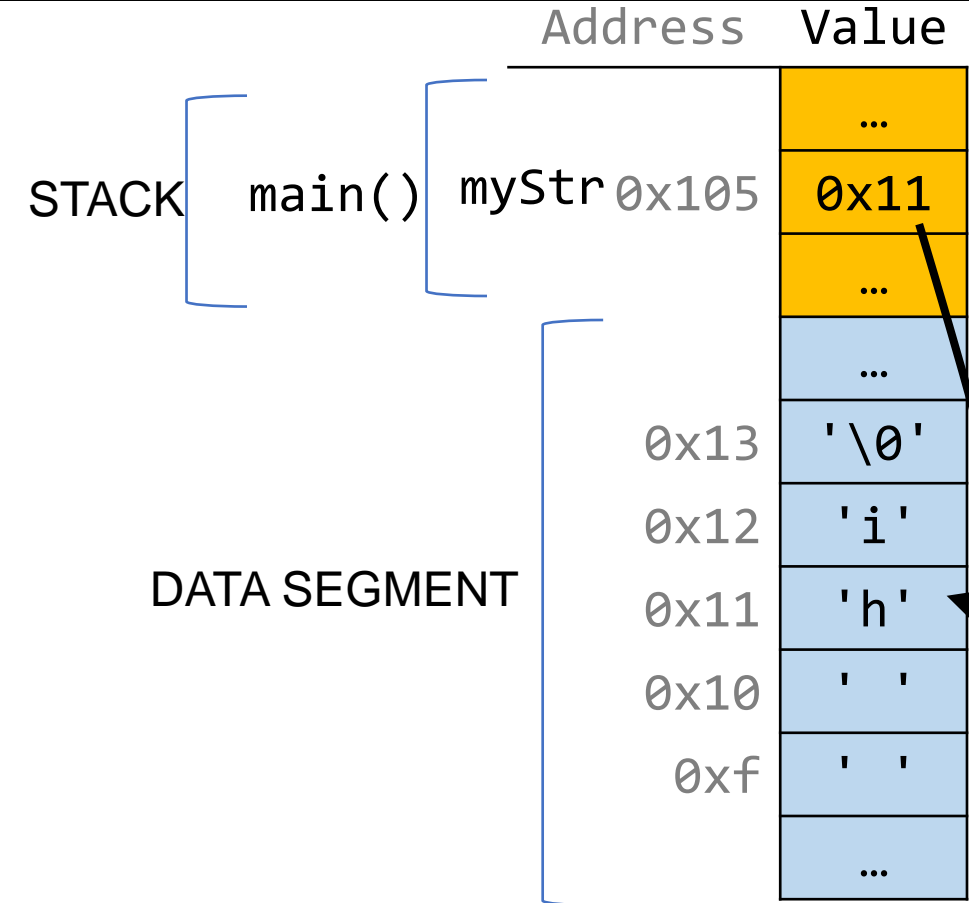 Address Value
…
STACK main() myStr 0x105 0x11
…
…
0x13 '\0'
0x12 'i'
DATA SEGMENT
0x11 'h'
0x10 ' '
0xf ' '
…